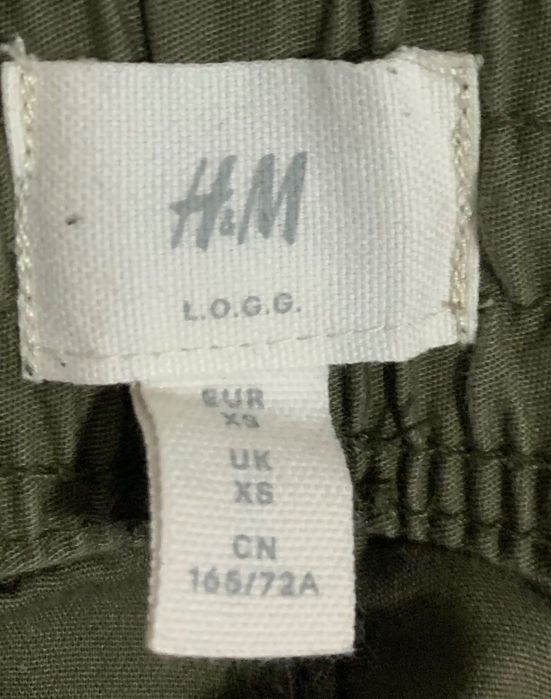 H&M
L.O.G.G.
EUR
XS
UK
XS
CN
165/72A